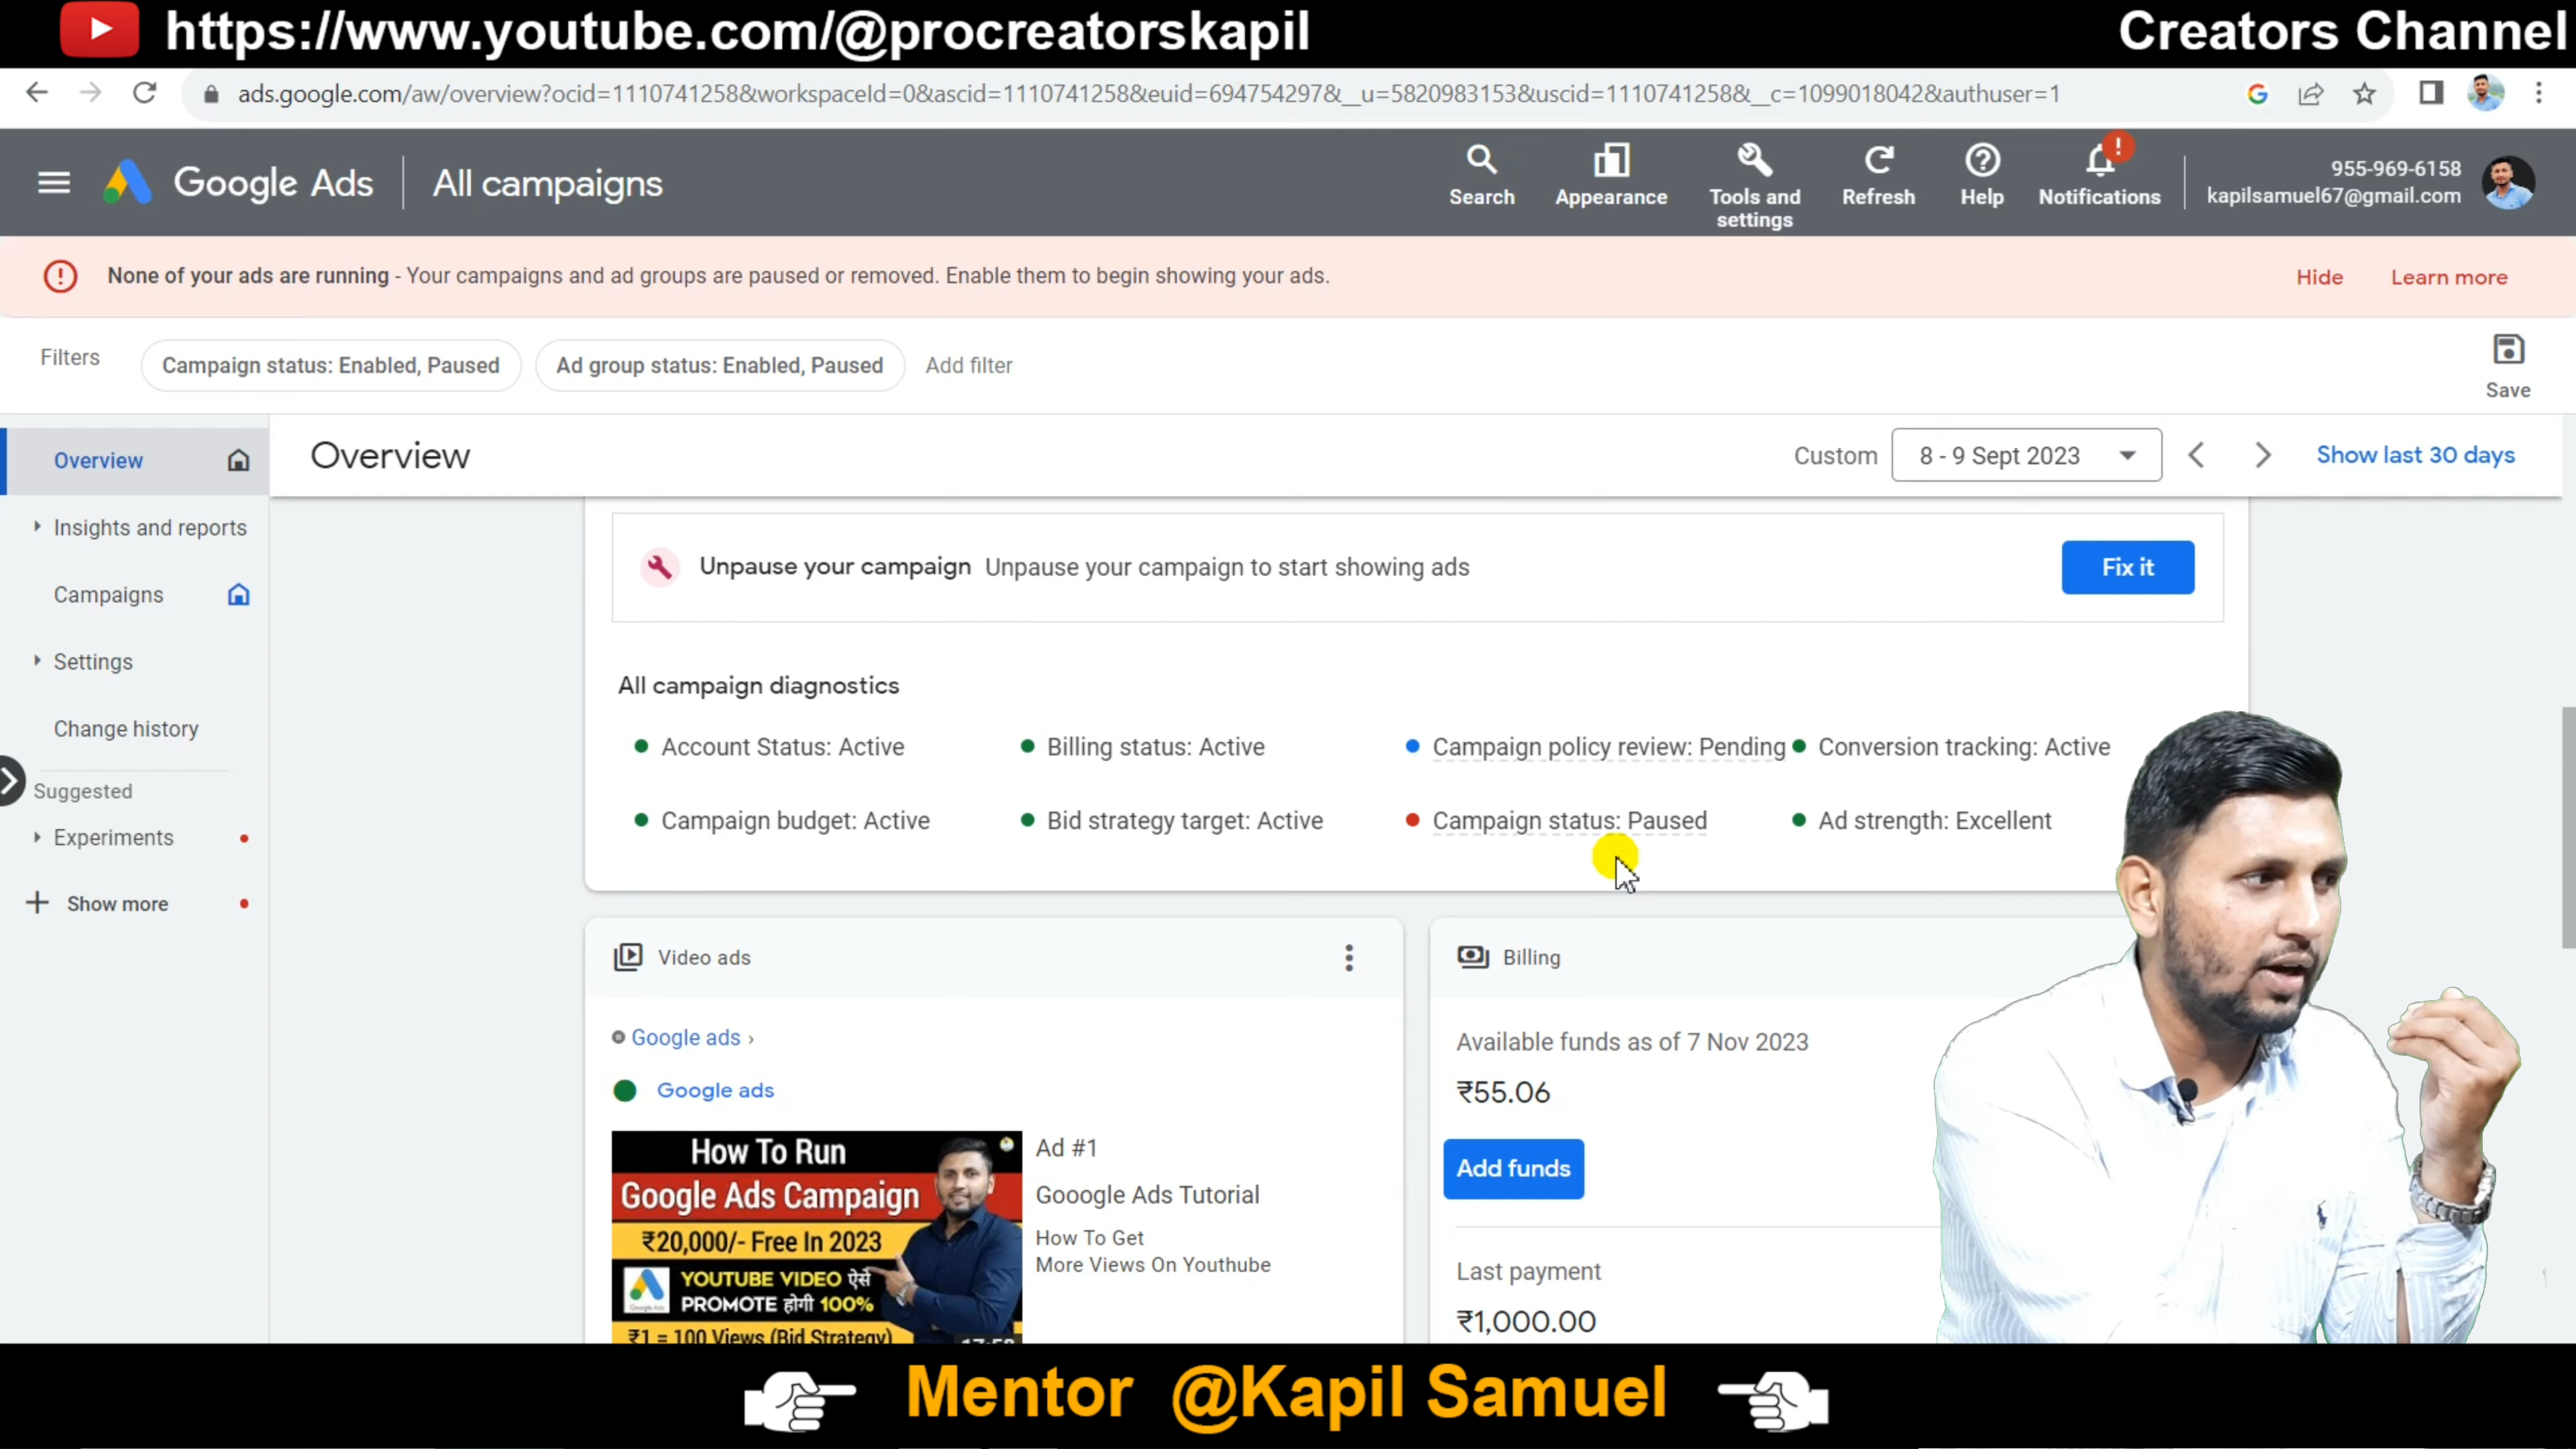 https://www.youtube.com/@procreatorskapil
Creators Channel
ads.google.com/aw/overview?ocid=1110741258&workspaceId=0&ascid=1110741258&euid=694754297&__u=5820983153&uscid=1110741258&__c=1099018042&authuser=1
Google Ads
All campaigns
Search
Appearance
Tools and
settings
Refresh
Help
Notifications
955-969-6158
kapilsamuel67@gmail.com
None of your ads are running - Your campaigns and ad groups are paused or removed. Enable them to begin showing your ads.
Hide
Learn more
Filters
Campaign status: Enabled, Paused
Ad group status: Enabled, Paused
Add filter
Save
Overview
Insights and reports
Campaigns
Settings
Change history
Suggested
Experiments
Show more
Overview
Custom
8 - 9 Sept 2023
Show last 30 days
Unpause your campaign Unpause your campaign to start showing ads
Fix it
All campaign diagnostics
Account Status: Active
Billing status: Active
Campaign policy review: Pending
Conversion tracking: Active
Campaign budget: Active
Bid strategy target: Active
Campaign status: Paused
Ad strength: Excellent
Video ads
Google ads ›
Google ads
How To Run
Google Ads Campaign
₹20,000/- Free In 2023
YOUTUBE VIDEO ऐसे
PROMOTE होगी 100%
₹1 = 100 Views (Bid Strategy)
Ad #1
Gooogle Ads Tutorial
How To Get
More Views On Youthube
Billing
Available funds as of 7 Nov 2023
₹55.06
Add funds
Last payment
₹1,000.00
Mentor @Kapil Samuel